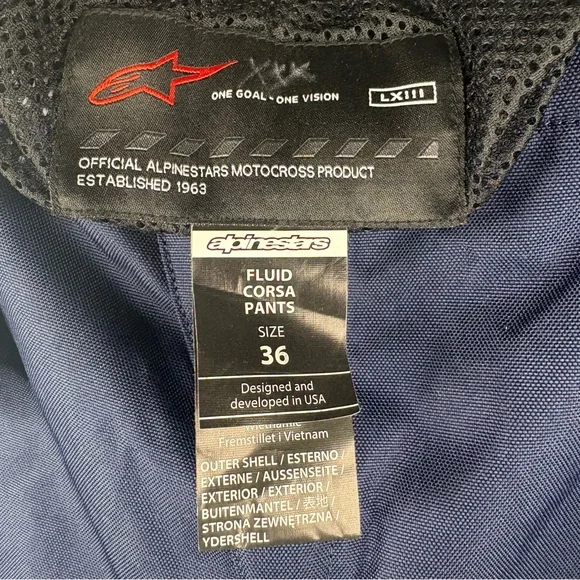 ONE GOAL - ONE VISION
LXIII
OFFICIAL ALPINESTARS MOTOCROSS PRODUCT
ESTABLISHED 1963
alpinestars
FLUID
CORSA
PANTS
SIZE
36
Designed and
developed in USA
Fremstillet i Vietnam
OUTER SHELL / ESTERNO /
EXTERNE / AUSSENSEITE /
EXTERIOR / EXTÉRIOR /
BUITENMANTEL / 表地 /
STRONA ZEWNĘTRZNA /
YDERSHELL